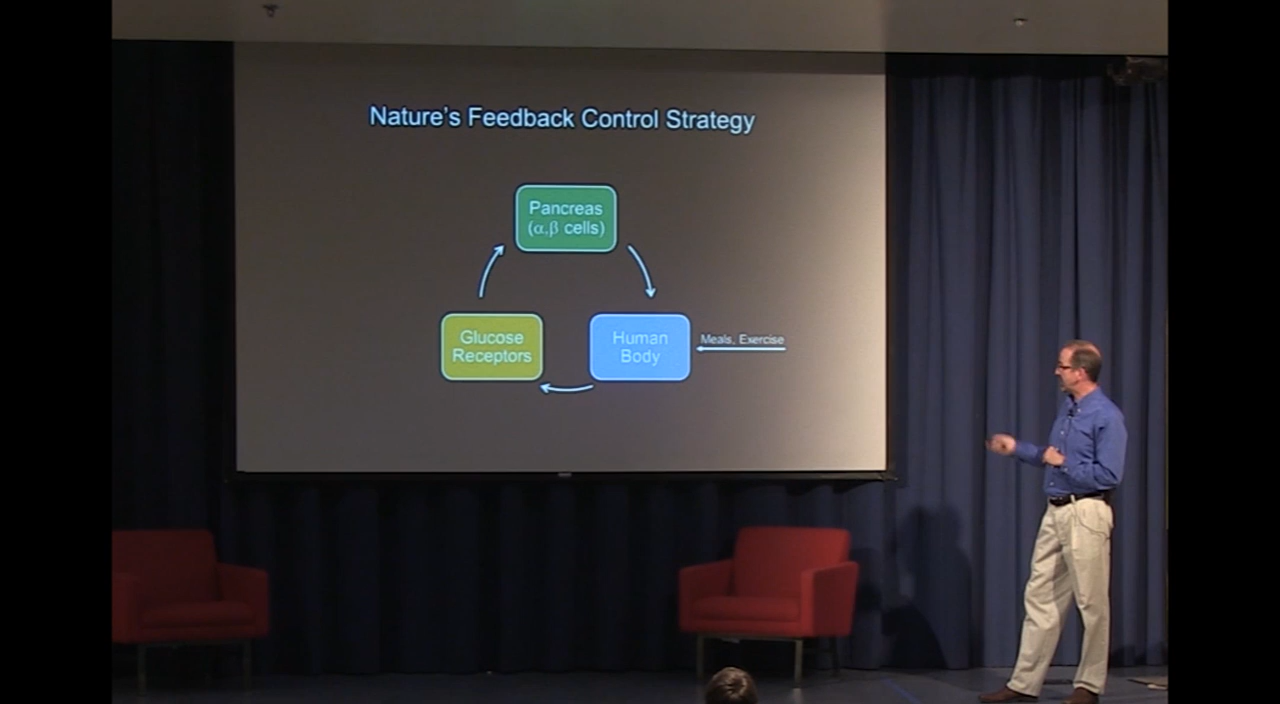 Nature's Feedback Control Strategy
Pancreas
(α,β cells)
Glucose
Receptors
Human
Body
Meals, Exercise